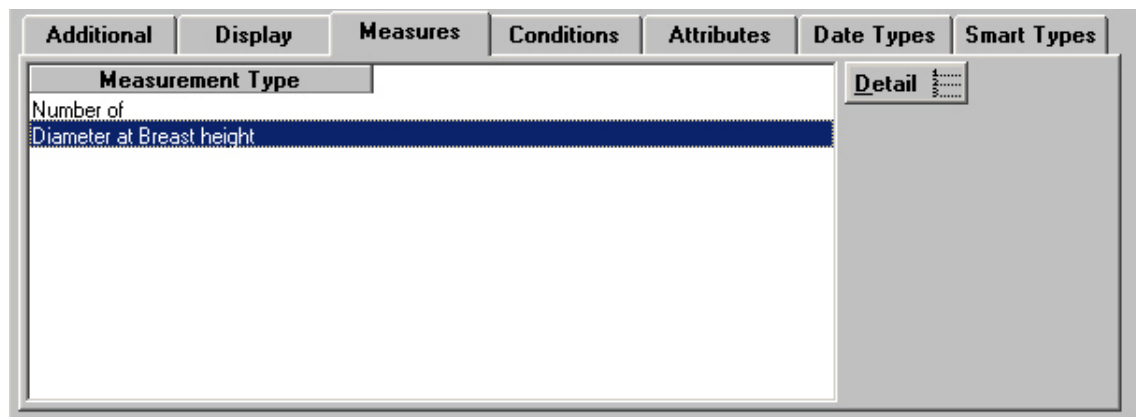 Additional Display Measures Conditions Attributes Date Types Smart Types
Measurement Type
Detail
Number of
Diameter at Breast height